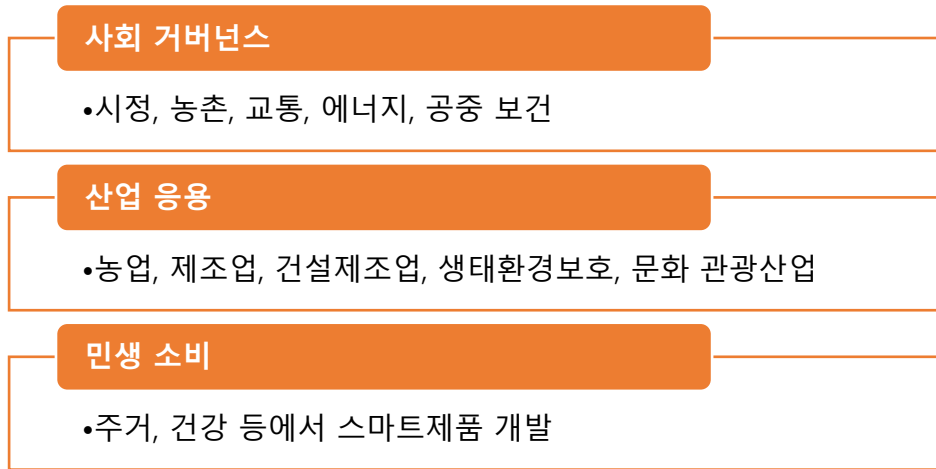 사회 거버넌스
•시정, 농촌, 교통, 에너지, 공중 보건
산업 응용
•농업, 제조업, 건설제조업, 생태환경보호, 문화 관광산업
민생 소비
•주거, 건강 등에서 스마트제품 개발